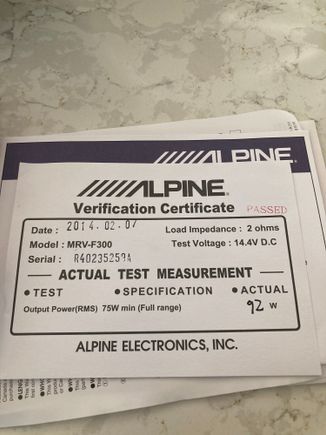 ALPINE
ALPINE®
Verification Certificate PASSED
Date : 2014.02.07 Load Impedance : 2 ohms
Model : MRV-F300 Test Voltage : 14.4V D.C
Serial : R40235259A
ACTUAL TEST MEASUREMENT
• TEST • SPECIFICATION • ACTUAL
Output Power(RMS) 75W min (Full range) 92 W
ALPINE ELECTRONICS, INC.